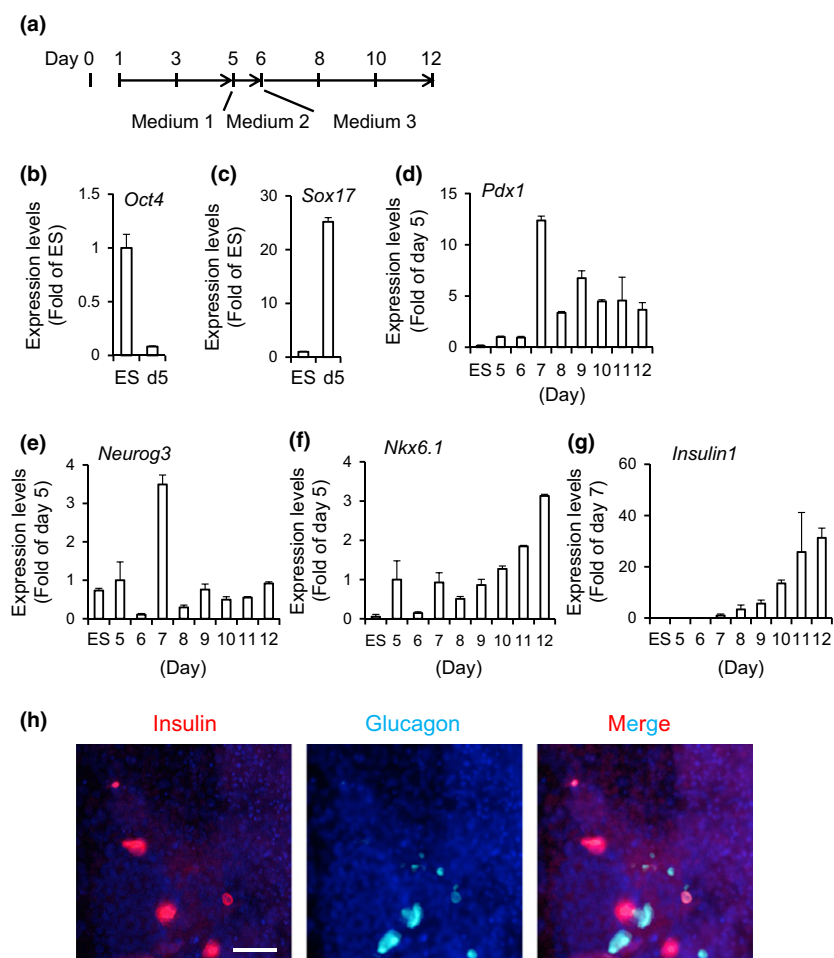 (a)
Day 0 1 3 5 6 8 10 12
Medium 1 Medium 2 Medium 3
(b)
Oct4
Expression levels
(Fold of ES)
1.5
1
0.5
0
ES d5
(c)
Sox17
Expression levels
(Fold of ES)
30
20
10
0
ES d5
(d)
Pdx1
Expression levels
(Fold of day 5)
15
10
5
0
ES 5 6 7 8 9 10 11 12
(Day)
(e)
Neurog3
Expression levels
(Fold of day 5)
4
3
2
1
0
ES 5 6 7 8 9 10 11 12
(Day)
(f)
Nkx6.1
Expression levels
(Fold of day 5)
4
3
2
1
0
ES 5 6 7 8 9 10 11 12
(Day)
(g)
Insulin1
Expression levels
(Fold of day 7)
60
40
20
0
ES 5 6 7 8 9 10 11 12
(Day)
(h)
Insulin Glucagon Merge